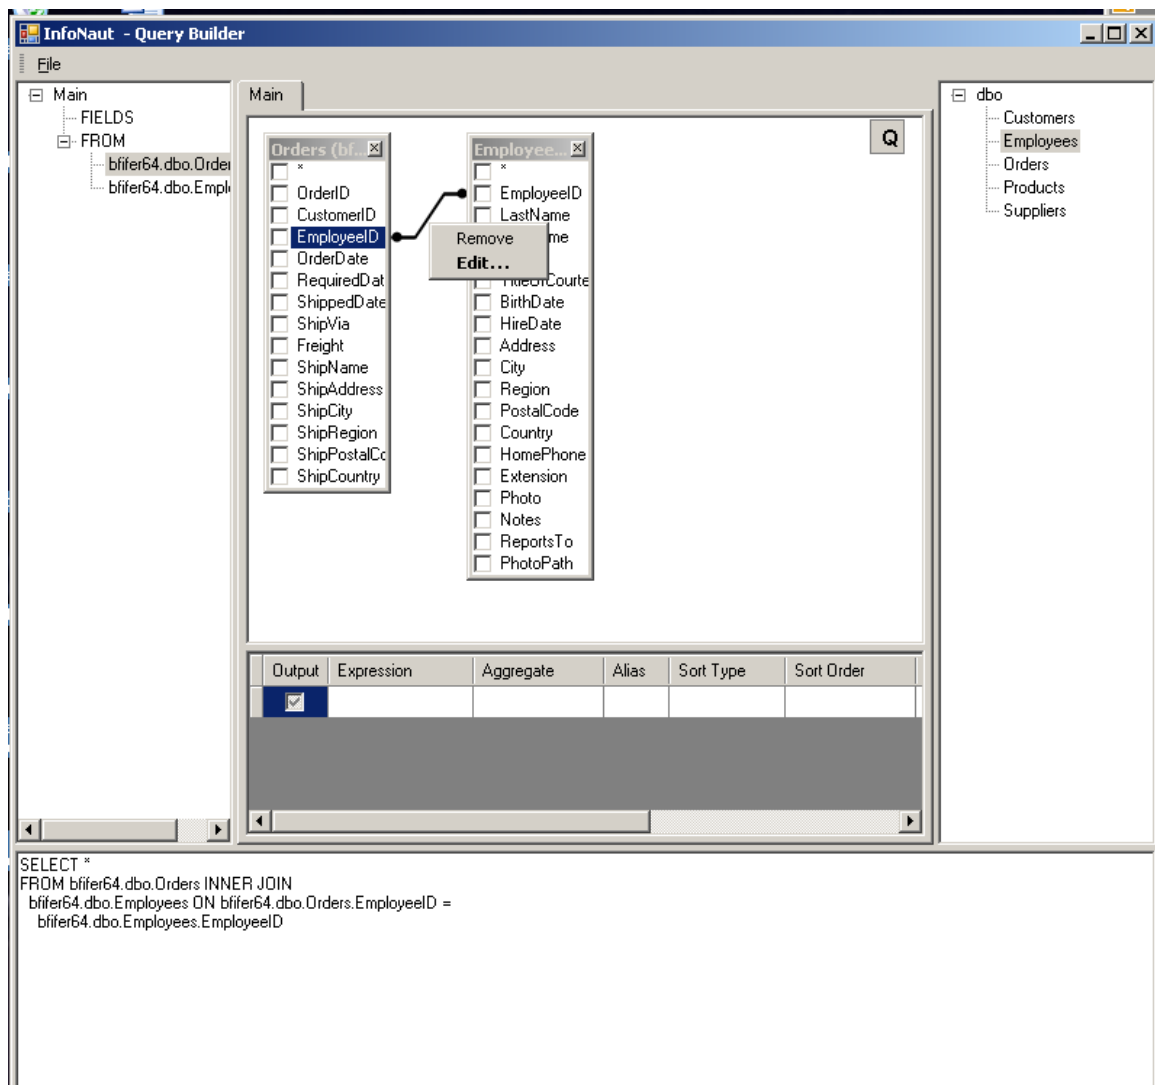 InfoNaut - Query Builder
File
Main
FIELDS
FROM
bfifer64.dbo.Order
bfifer64.dbo.Empl
Main
Q
Orders (bf...
*
OrderID
CustomerID
EmployeeID
OrderDate
RequiredDat
ShippedDate
ShipVia
Freight
ShipName
ShipAddress
ShipCity
ShipRegion
ShipPostalCo
ShipCountry
Employee...
*
EmployeeID
LastName
me
TitleOfCourte
BirthDate
HireDate
Address
City
Region
PostalCode
Country
HomePhone
Extension
Photo
Notes
ReportsTo
PhotoPath
Remove
Edit...
dbo
Customers
Employees
Orders
Products
Suppliers
Output Expression Aggregate Alias Sort Type Sort Order
SELECT *
FROM bfifer64.dbo.Orders INNER JOIN
bfifer64.dbo.Employees ON bfifer64.dbo.Orders.EmployeeID =
bfifer64.dbo.Employees.EmployeeID